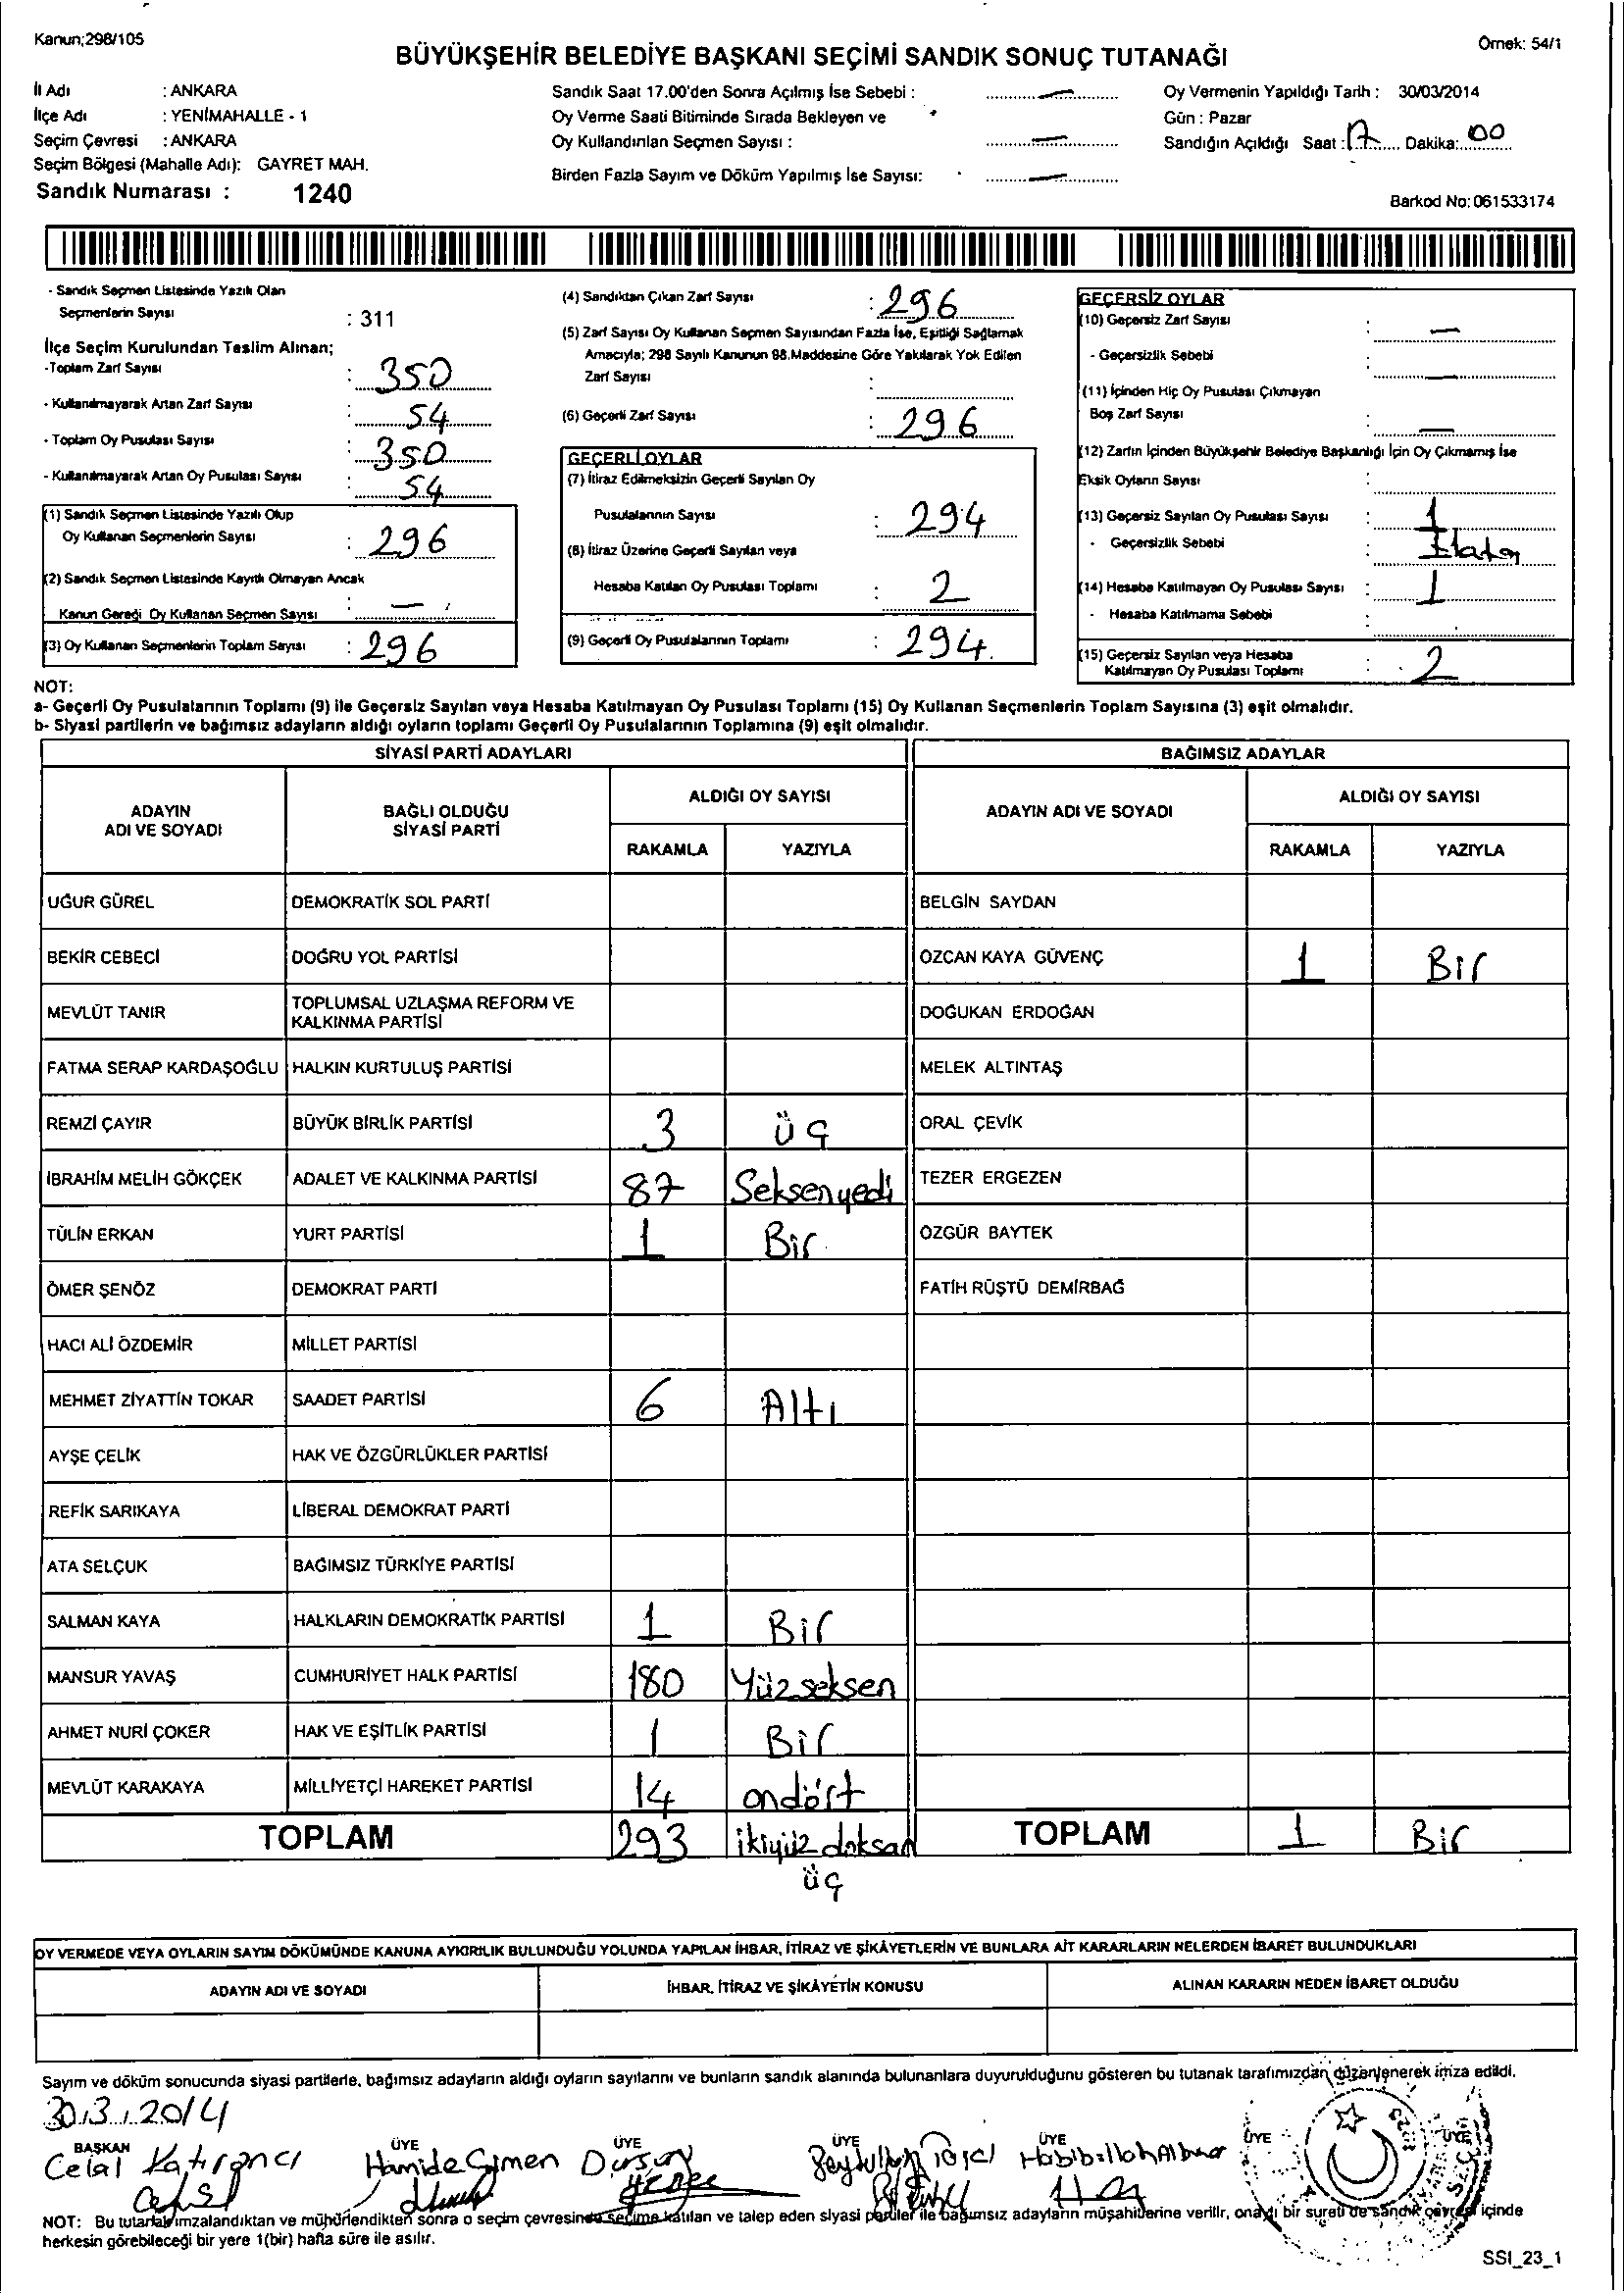 Kanun;298/105
Örnek: 54/1
BÜYÜKŞEHİR BELEDİYE BAŞKANI SEÇİMİ SANDIK SONUÇ TUTANAĞI
İl Adı : ANKARA
İlçe Adı : YENİMAHALLE - 1
Seçim Çevresi : ANKARA
Seçim Bölgesi (Mahalle Adı): GAYRET MAH.
Sandık Numarası : 1240
Sandık Saat 17.00'den Sonra Açılmış İse Sebebi : —
Oy Verme Saati Bitiminde Sırada Bekleyen ve
Oy Kullandırılan Seçmen Sayısı : —
Birden Fazla Sayım ve Döküm Yapılmış İse Sayısı: —
Oy Vermenin Yapıldığı Tarih : 30/03/2014
Gün : Pazar
Sandığın Açıldığı Saat : 17 Dakika: 00
Barkod No: 061533174
- Sandık Seçmen Listesinde Yazılı Olan
Seçmenlerin Sayısı : 311
İlçe Seçim Kurulundan Teslim Alınan;
-Toplam Zarf Sayısı : 350
- Kullanılmayarak Artan Zarf Sayısı : 54
- Toplam Oy Pusulası Sayısı : 350
- Kullanılmayarak Artan Oy Pusulası Sayısı : 54
(1) Sandık Seçmen Listesinde Yazılı Olup
Oy Kullanan Seçmenlerin Sayısı : 296
(2) Sandık Seçmen Listesinde Kayıtlı Olmayan Ancak
Kanun Gereği Oy Kullanan Seçmen Sayısı : —
(3) Oy Kullanan Seçmenlerin Toplam Sayısı : 296
(4) Sandıktan Çıkan Zarf Sayısı : 296
(5) Zarf Sayısı Oy Kullanan Seçmen Sayısından Fazla İse, Eşitliği Sağlamak
Amacıyla; 298 Sayılı Kanunun 98.Maddesine Göre Yakılarak Yok Edilen
Zarf Sayısı :
(6) Geçerli Zarf Sayısı : 296
GEÇERLİ OYLAR
(7) İtiraz Edilmeksizin Geçerli Sayılan Oy
Pusulalarının Sayısı : 294
(8) İtiraz Üzerine Geçerli Sayılan veya
Hesaba Katılan Oy Pusulası Toplamı : 2
(9) Geçerli Oy Pusulalarının Toplamı : 294
GEÇERSİZ OYLAR
(10) Geçersiz Zarf Sayısı : —
- Geçersizlik Sebebi : —
(11) İçinden Hiç Oy Pusulası Çıkmayan
Boş Zarf Sayısı : —
(12) Zarfın İçinden Büyükşehir Belediye Başkanlığı İçin Oy Çıkmamış İse
Eksik Oyların Sayısı :
(13) Geçersiz Sayılan Oy Pusulası Sayısı : 1
- Geçersizlik Sebebi :
(14) Hesaba Katılmayan Oy Pusulası Sayısı : 1
- Hesaba Katılmama Sebebi :
(15) Geçersiz Sayılan veya Hesaba
Katılmayan Oy Pusulası Toplamı : 2
NOT:
a- Geçerli Oy Pusulalarının Toplamı (9) ile Geçersiz Sayılan veya Hesaba Katılmayan Oy Pusulası Toplamı (15) Oy Kullanan Seçmenlerin Toplam Sayısına (3) eşit olmalıdır.
b- Siyasi partilerin ve bağımsız adayların aldığı oyların toplamı Geçerli Oy Pusulalarının Toplamına (9) eşit olmalıdır.
SİYASİ PARTİ ADAYLARI
BAĞIMSIZ ADAYLAR
ADAYIN ADI VE SOYADI
BAĞLI OLDUĞU SİYASİ PARTİ
ALDIĞI OY SAYISI
RAKAMLA YAZIYLA
ADAYIN ADI VE SOYADI
ALDIĞI OY SAYISI
RAKAMLA YAZIYLA
UĞUR GÜREL DEMOKRATİK SOL PARTİ BELGİN SAYDAN
BEKİR CEBECİ DOĞRU YOL PARTİSİ ÖZCAN KAYA GÜVENÇ 1 Bir
MEVLÜT TANIR TOPLUMSAL UZLAŞMA REFORM VE KALKINMA PARTİSİ DOĞUKAN ERDOĞAN
FATMA SERAP KARDAŞOĞLU HALKIN KURTULUŞ PARTİSİ MELEK ALTINTAŞ
REMZİ ÇAYIR BÜYÜK BİRLİK PARTİSİ 3 üç ORAL ÇEVİK
İBRAHİM MELİH GÖKÇEK ADALET VE KALKINMA PARTİSİ 87 Seksenyedi TEZER ERGEZEN
TÜLİN ERKAN YURT PARTİSİ 1 Bir ÖZGÜR BAYTEK
ÖMER ŞENÖZ DEMOKRAT PARTİ FATİH RÜŞTÜ DEMİRBAĞ
HACI ALİ ÖZDEMİR MİLLET PARTİSİ
MEHMET ZİYATTİN TOKAR SAADET PARTİSİ 6 Altı
AYŞE ÇELİK HAK VE ÖZGÜRLÜKLER PARTİSİ
REFİK SARIKAYA LİBERAL DEMOKRAT PARTİ
ATA SELÇUK BAĞIMSIZ TÜRKİYE PARTİSİ
SALMAN KAYA HALKLARIN DEMOKRATİK PARTİSİ 1 Bir
MANSUR YAVAŞ CUMHURİYET HALK PARTİSİ 180 Yüzseksen
AHMET NURİ ÇOKER HAK VE EŞİTLİK PARTİSİ 1 Bir
MEVLÜT KARAKAYA MİLLİYETÇİ HAREKET PARTİSİ 14 ondört
TOPLAM 293 ikiyüz doksan üç TOPLAM 1 Bir
OY VERMEDE VEYA OYLARIN SAYIM DÖKÜMÜNDE KANUNA AYKIRILIK BULUNDUĞU YOLUNDA YAPILAN İHBAR, İTİRAZ VE ŞİKÂYETLERİN VE BUNLARA AİT KARARLARIN NELERDEN İBARET BULUNDUKLARI
ADAYIN ADI VE SOYADI İHBAR, İTİRAZ VE ŞİKÂYETİN KONUSU ALINAN KARARIN NEDEN İBARET OLDUĞU
Sayım ve döküm sonucunda siyasi partilerle, bağımsız adayların aldığı oyların sayılarını ve bunların sandık alanında bulunanlara duyurulduğunu gösteren bu tutanak tarafımızdan düzenlenerek imza edildi.
30.3.2014
BAŞKAN ÜYE ÜYE ÜYE ÜYE ÜYE ÜYE
Celal Katırancı Hamide Çimen Dursun
NOT: Bu tutanak imzalandıktan ve mühürlendikten sonra o seçim çevresinde seçime katılan ve talep eden siyasi partiler ile bağımsız adayların müşahitlerine verilir, onaylı bir sureti de sandık çevresi içinde
herkesin görebileceği bir yere 1(bir) hafta süre ile asılır.
SSI_23_1